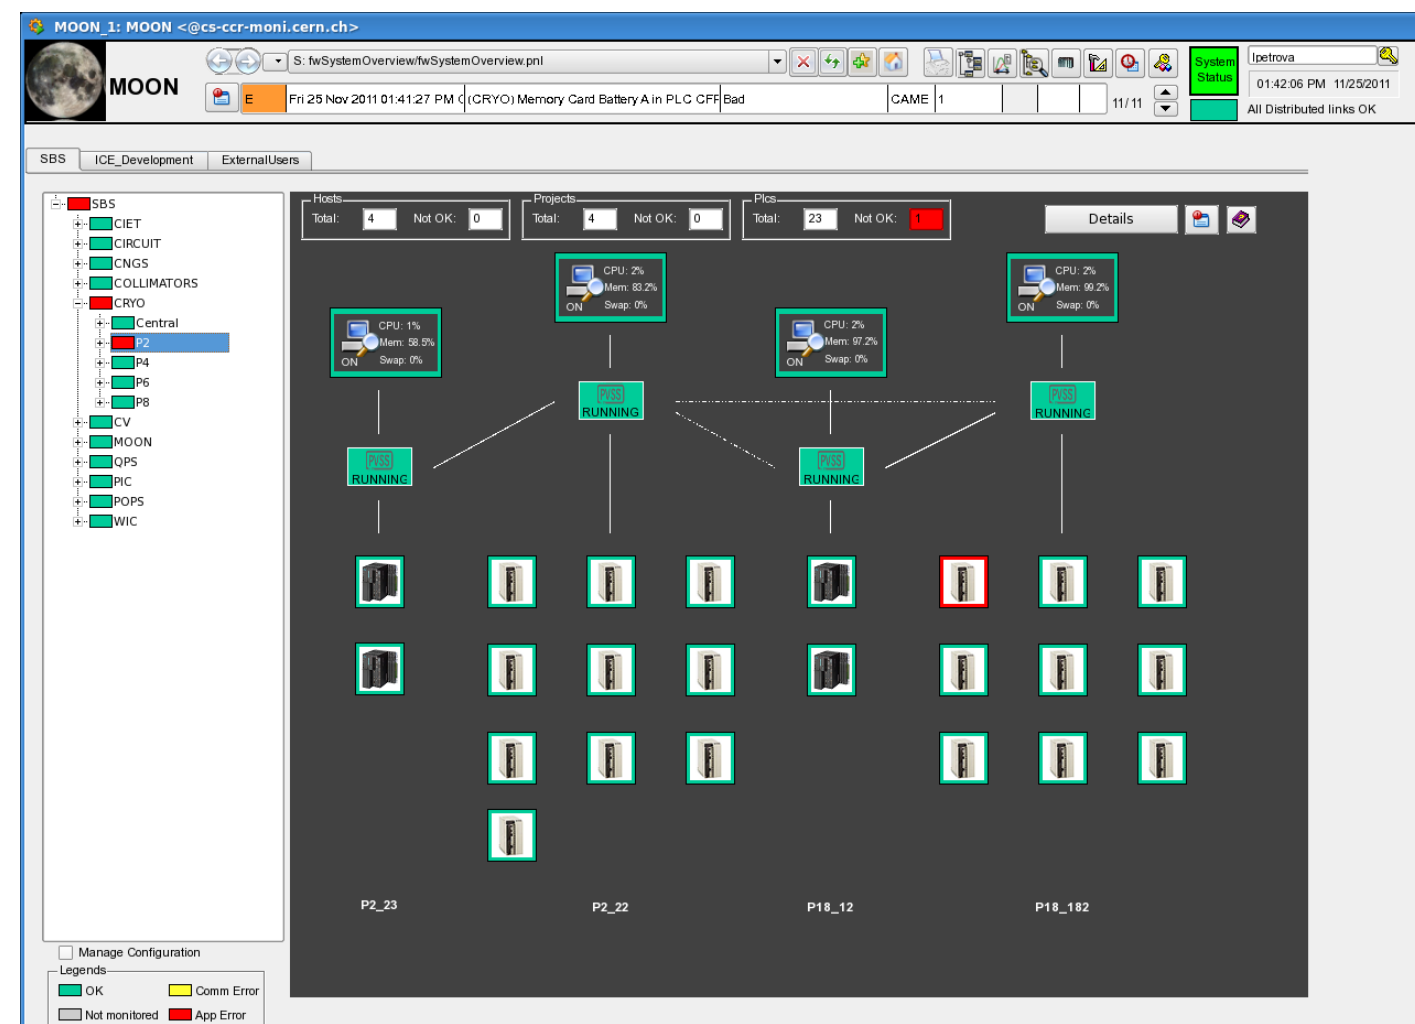 MOON_1: MOON <@cs-ccr-moni.cern.ch>
MOON
S: fwSystemOverview/fwSystemOverview.pnl
System Status
lpetrova
01:42:06 PM 11/25/2011
E Fri 25 Nov 2011 01:41:27 PM (CRYO) Memory Card Battery A in PLC CFF Bad CAME 1 11/11
All Distributed links OK
SBS ICE_Development ExternalUsers
SBS
CIET
CIRCUIT
CNGS
COLLIMATORS
CRYO
Central
P2
P4
P6
P8
CV
MOON
QPS
PIC
POPS
WIC
Manage Configuration
Legends
OK Comm Error
Not monitored App Error
Hosts
Total: 4 Not OK: 0
Projects
Total: 4 Not OK: 0
Plcs
Total: 23 Not OK: 1
Details
CPU: 1%
Mem: 58.5%
Swap: 0%
ON
CPU: 2%
Mem: 83.2%
Swap: 0%
ON
CPU: 2%
Mem: 97.2%
Swap: 0%
ON
CPU: 2%
Mem: 99.2%
Swap: 0%
ON
PVSS
RUNNING
PVSS
RUNNING
PVSS
RUNNING
PVSS
RUNNING
P2_23
P2_22
P18_12
P18_182